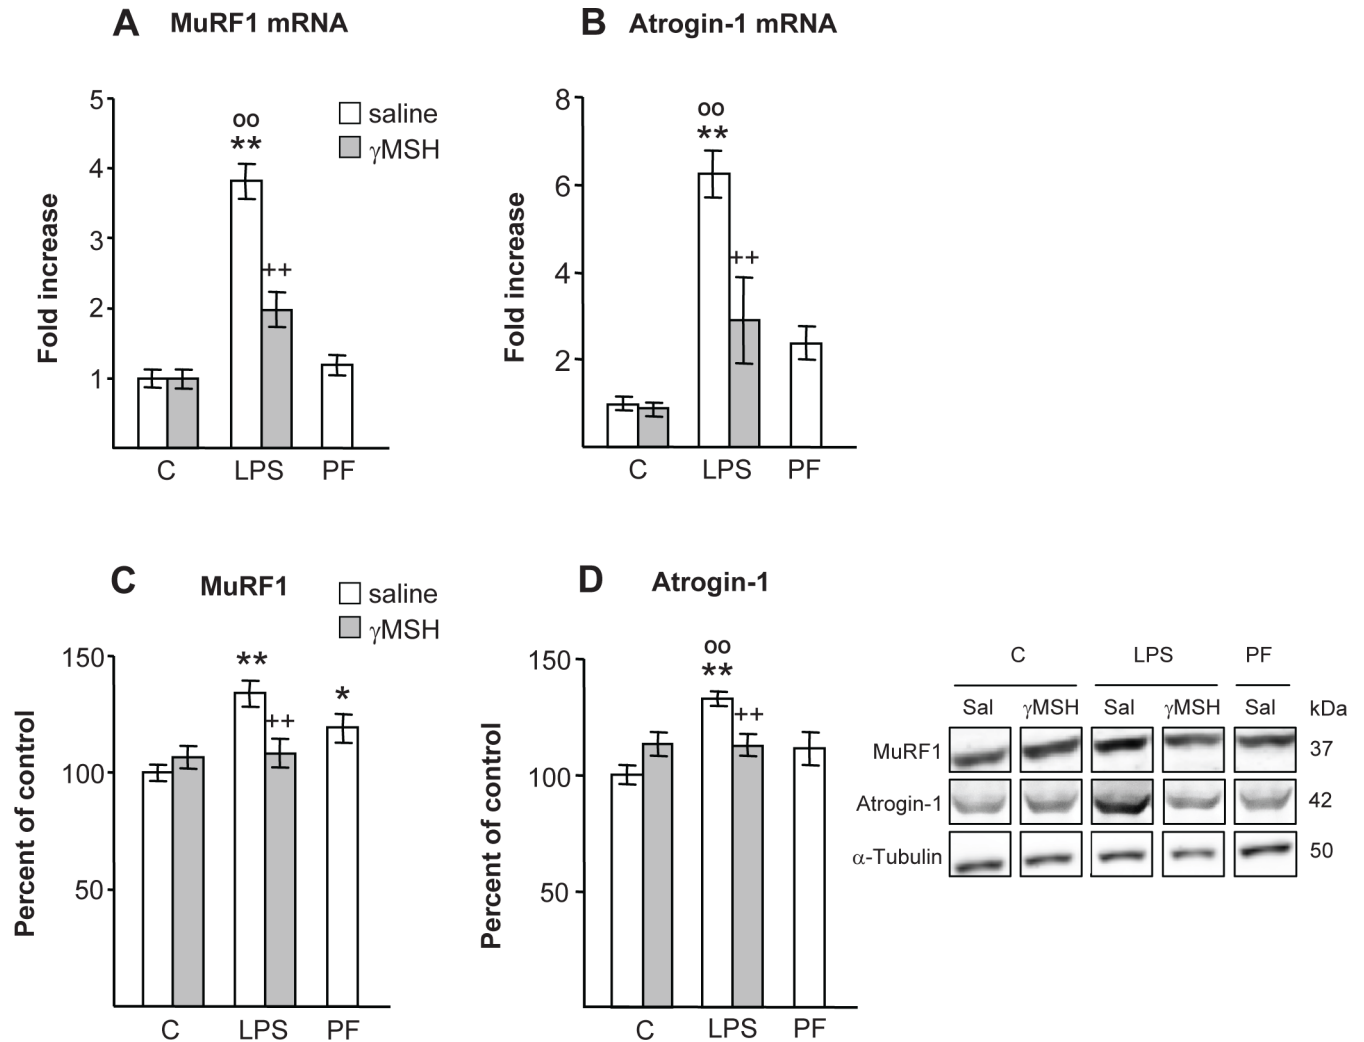 A MuRF1 mRNA
B Atrogin-1 mRNA
Fold increase
5
4
3
2
1
oo
**
++
saline
γMSH
C LPS PF
Fold increase
8
6
4
2
oo
**
++
C LPS PF
C MuRF1
saline
γMSH
Percent of control
150
100
50
**
++
*
C LPS PF
D Atrogin-1
Percent of control
150
100
50
oo
**
++
C LPS PF
C LPS PF
Sal γMSH Sal γMSH Sal kDa
MuRF1 37
Atrogin-1 42
α-Tubulin 50